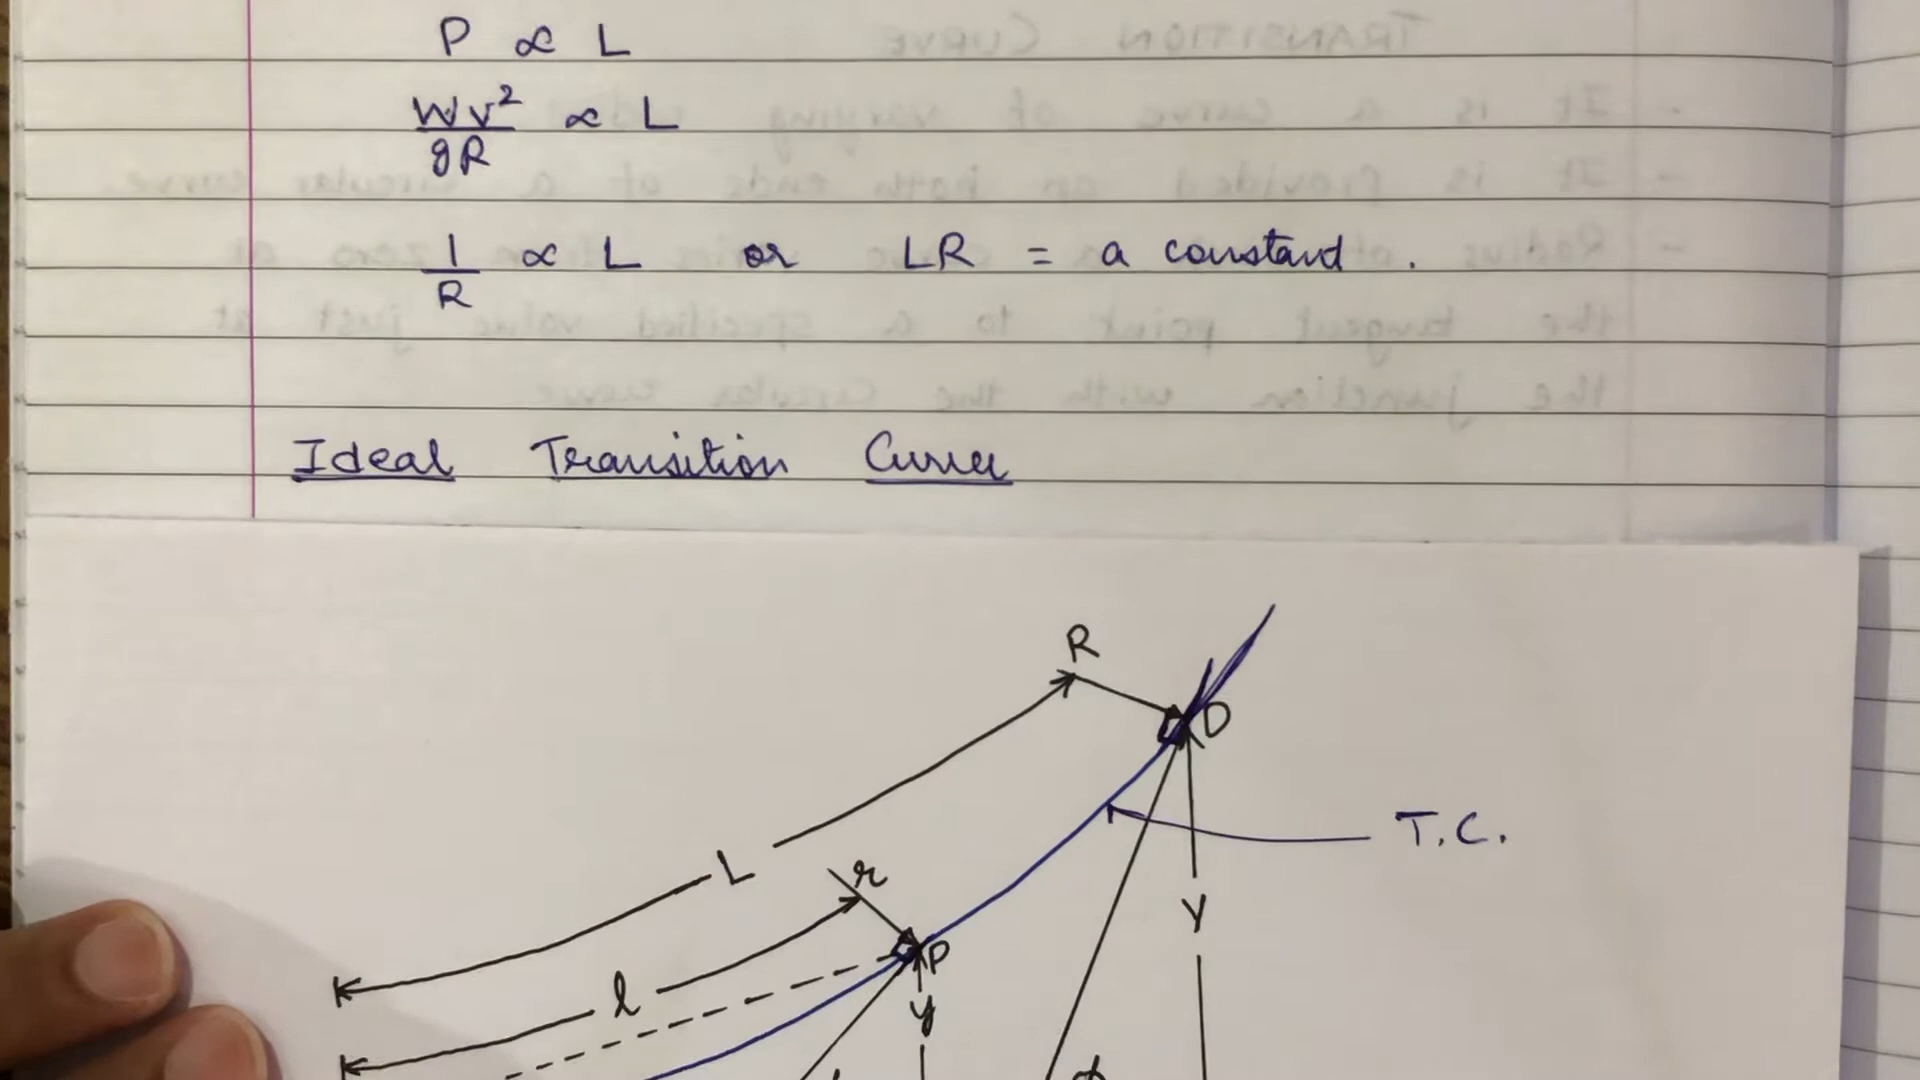 P ∝ L
Wv²/gR ∝ L
1/R ∝ L or LR = a constant.
Ideal Transition Curve
R
D
T.C.
L
r
Y
P
l
y
φ